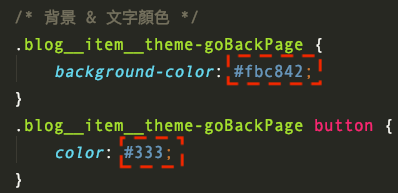 /* 背景 & 文字顏色 */
.blog__item__theme-goBackPage {
    background-color: #fbc842;
}
.blog__item__theme-goBackPage button {
    color: #333;
}